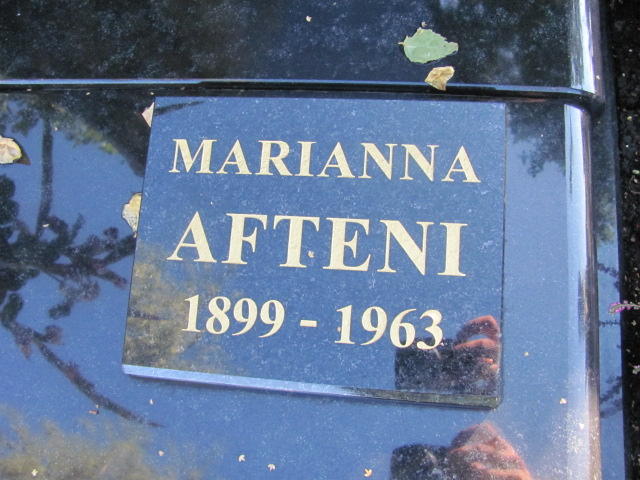 MARIANNA
AFTENI
1899 - 1963